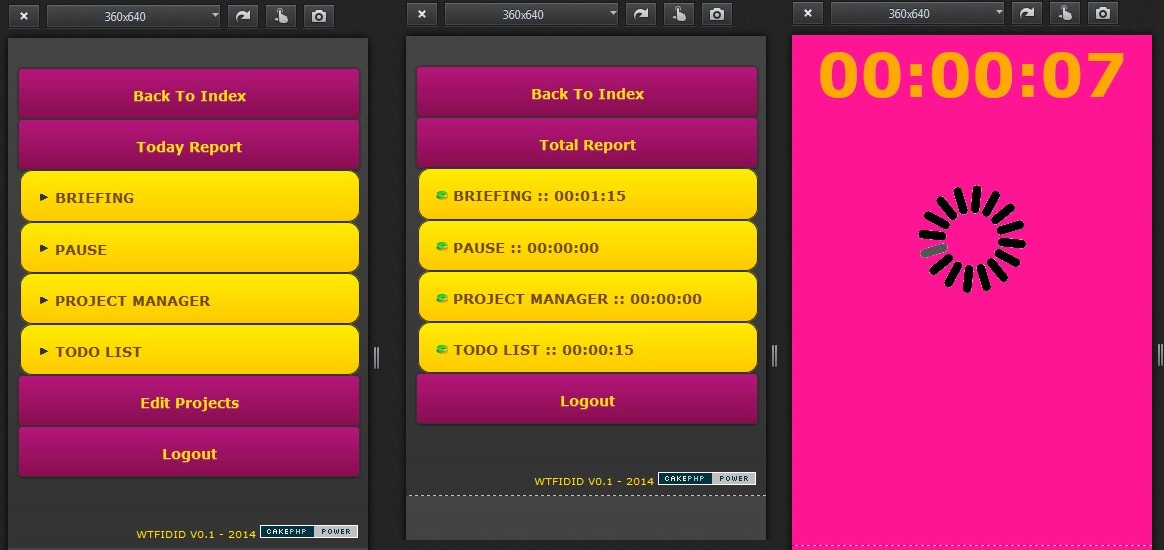 360x640
Back To Index
Today Report
BRIEFING
PAUSE
PROJECT MANAGER
TODO LIST
Edit Projects
Logout
WTFIDID V0.1 - 2014 CAKEPHP POWER
360x640
Back To Index
Total Report
BRIEFING :: 00:01:15
PAUSE :: 00:00:00
PROJECT MANAGER :: 00:00:00
TODO LIST :: 00:00:15
Logout
WTFIDID V0.1 - 2014 CAKEPHP POWER
360x640
00:00:07